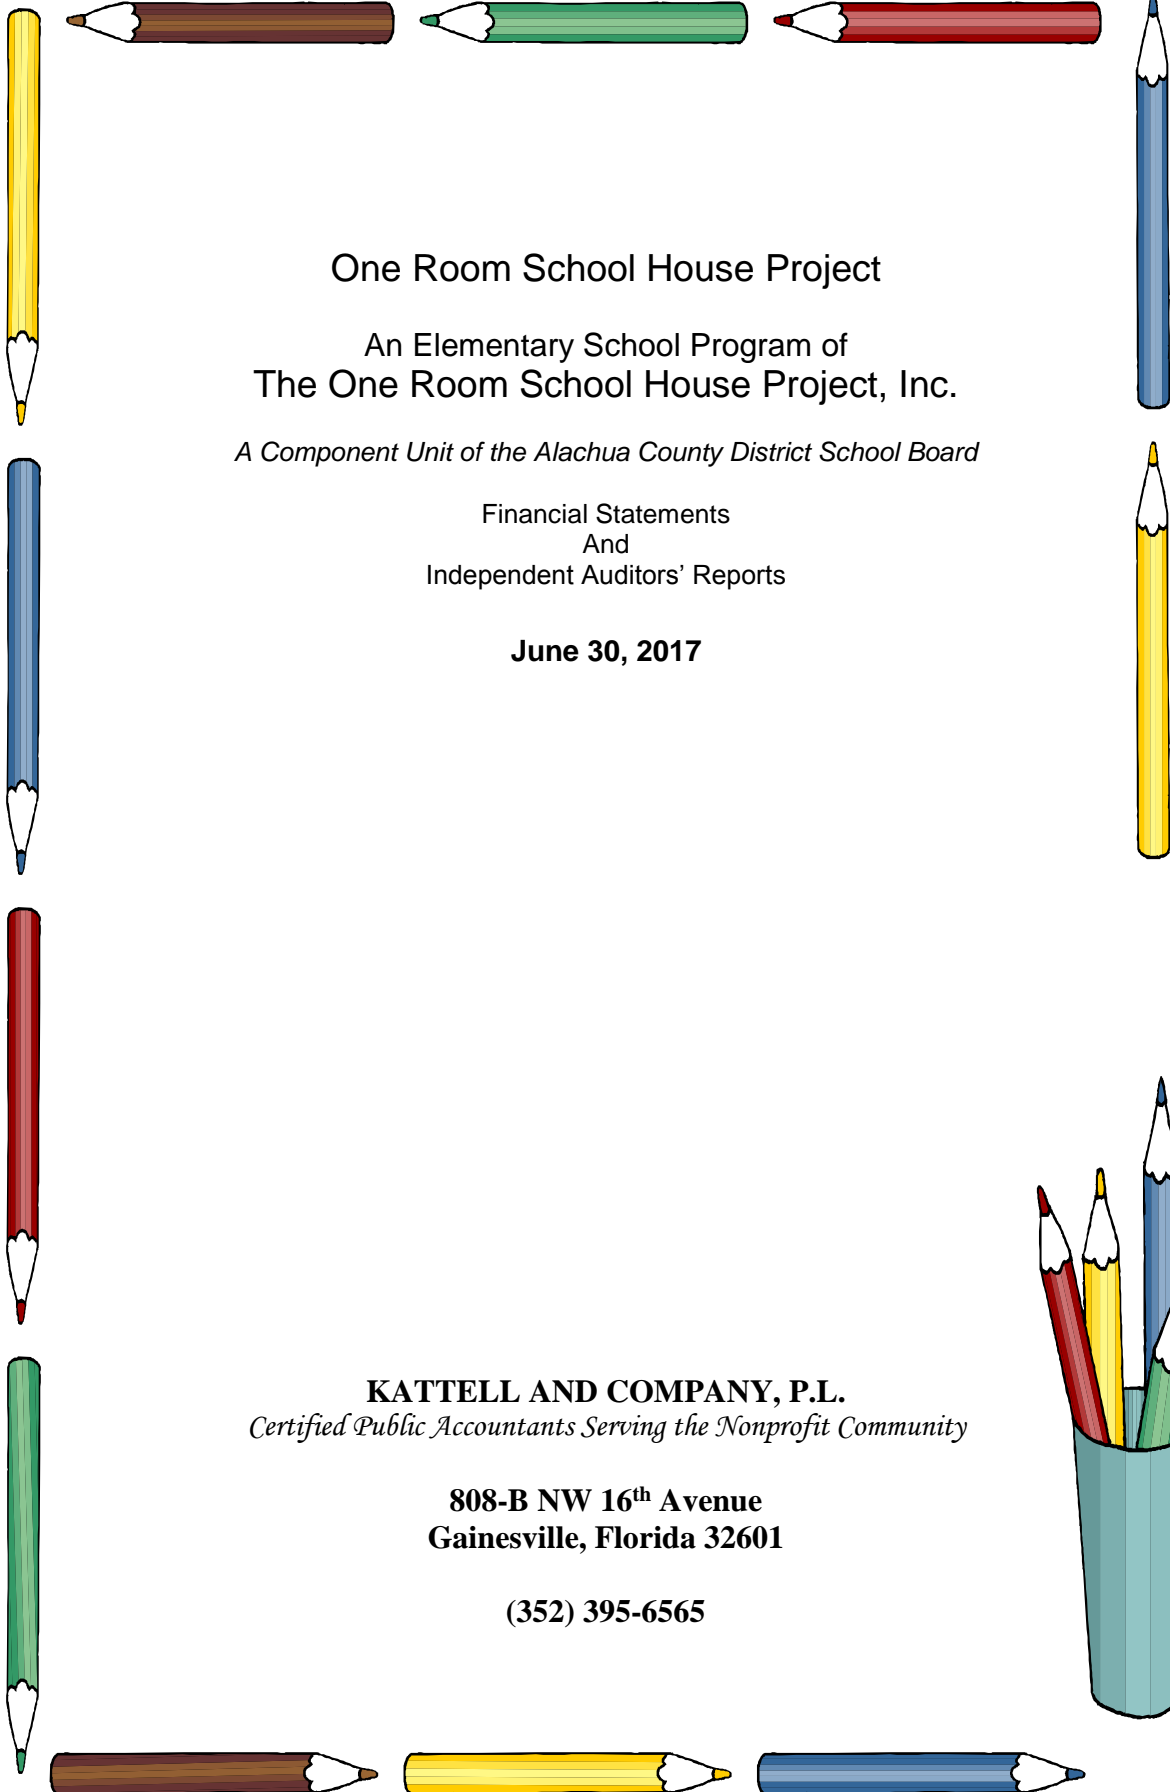 One Room School House Project
An Elementary School Program of
The One Room School House Project, Inc.
A Component Unit of the Alachua County District School Board
Financial Statements
And
Independent Auditors’ Reports
June 30, 2017
KATTELL AND COMPANY, P.L.
Certified Public Accountants Serving the Nonprofit Community
808-B NW 16th Avenue
Gainesville, Florida 32601
(352) 395-6565